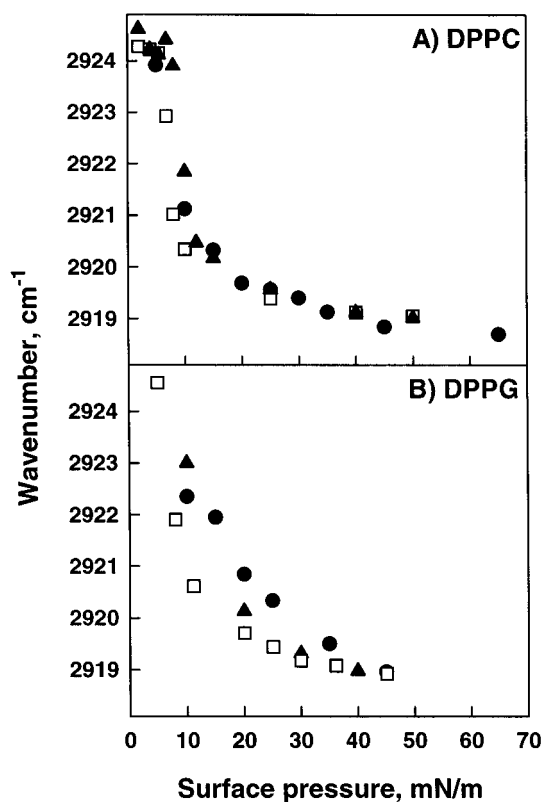 A) DPPC
2924
2923
2922
2921
2920
2919
B) DPPG
2924
2923
2922
2921
2920
2919
Wavenumber, cm⁻¹
0 10 20 30 40 50 60 70
Surface pressure, mN/m